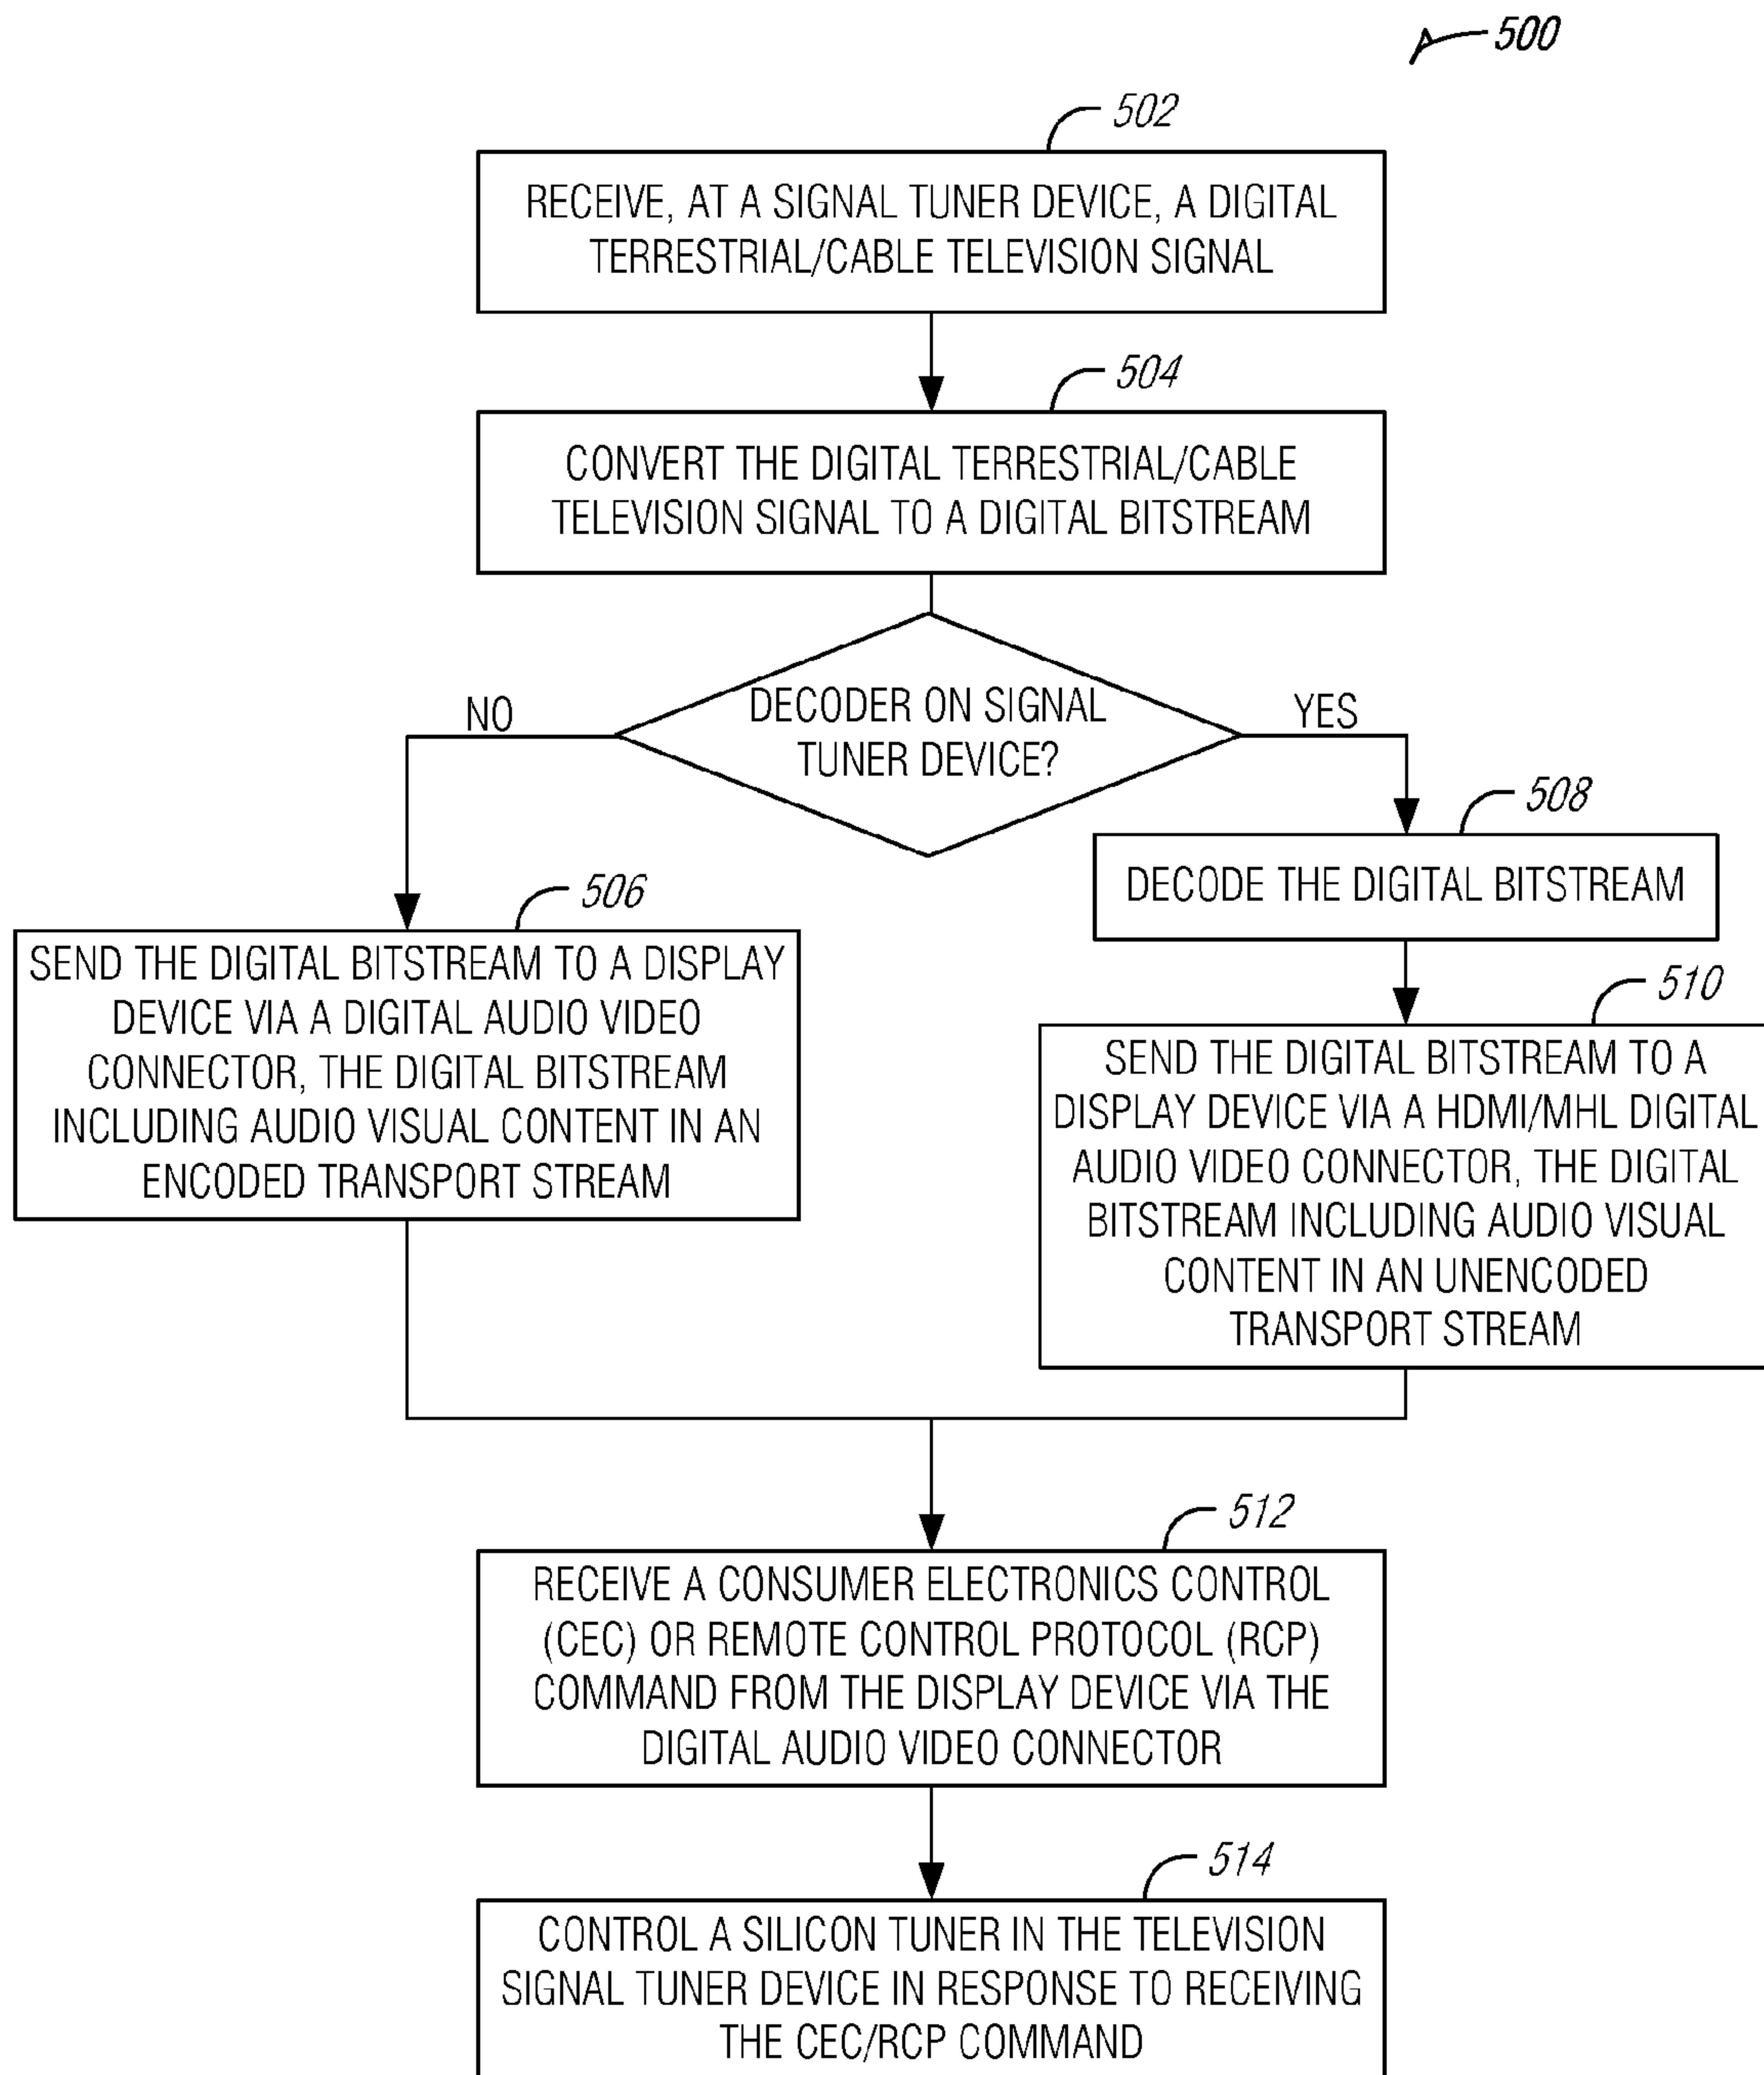 500
502
RECEIVE, AT A SIGNAL TUNER DEVICE, A DIGITAL
TERRESTRIAL/CABLE TELEVISION SIGNAL
504
CONVERT THE DIGITAL TERRESTRIAL/CABLE
TELEVISION SIGNAL TO A DIGITAL BITSTREAM
DECODER ON SIGNAL
TUNER DEVICE?
NO
YES
506
SEND THE DIGITAL BITSTREAM TO A DISPLAY
DEVICE VIA A DIGITAL AUDIO VIDEO
CONNECTOR, THE DIGITAL BITSTREAM
INCLUDING AUDIO VISUAL CONTENT IN AN
ENCODED TRANSPORT STREAM
508
DECODE THE DIGITAL BITSTREAM
510
SEND THE DIGITAL BITSTREAM TO A
DISPLAY DEVICE VIA A HDMI/MHL DIGITAL
AUDIO VIDEO CONNECTOR, THE DIGITAL
BITSTREAM INCLUDING AUDIO VISUAL
CONTENT IN AN UNENCODED
TRANSPORT STREAM
512
RECEIVE A CONSUMER ELECTRONICS CONTROL
(CEC) OR REMOTE CONTROL PROTOCOL (RCP)
COMMAND FROM THE DISPLAY DEVICE VIA THE
DIGITAL AUDIO VIDEO CONNECTOR
514
CONTROL A SILICON TUNER IN THE TELEVISION
SIGNAL TUNER DEVICE IN RESPONSE TO RECEIVING
THE CEC/RCP COMMAND